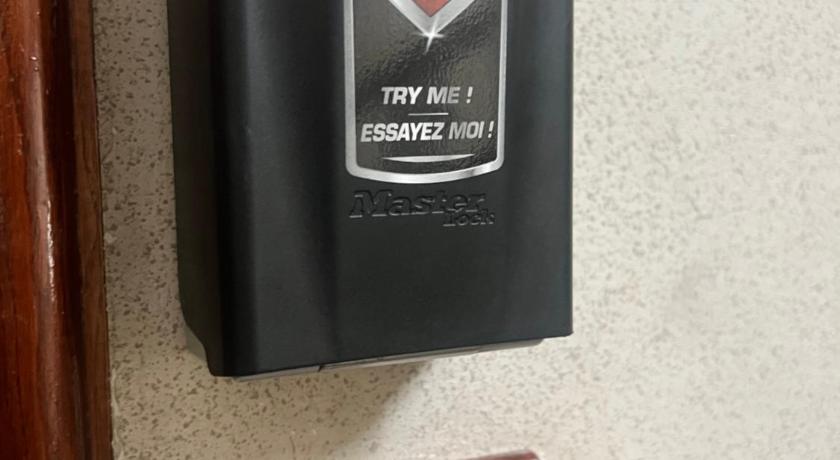 TRY ME !
ESSAYEZ MOI !
Master
Lock